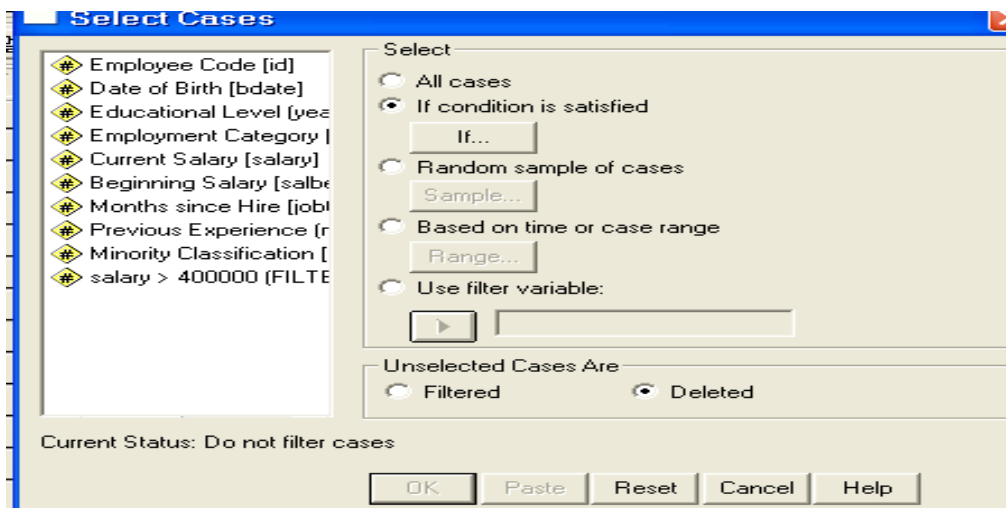 Select Cases
Employee Code [id]
Date of Birth [bdate]
Educational Level (yea
Employment Category [
Current Salary [salary]
Beginning Salary [salbe
Months since Hire [job
Previous Experience (r
Minority Classification [
salary > 400000 (FILTE
Select
All cases
If condition is satisfied
If...
Random sample of cases
Sample...
Based on time or case range
Range...
Use filter variable:
Unselected Cases Are
Filtered
Deleted
Current Status: Do not filter cases
OK
Paste
Reset
Cancel
Help